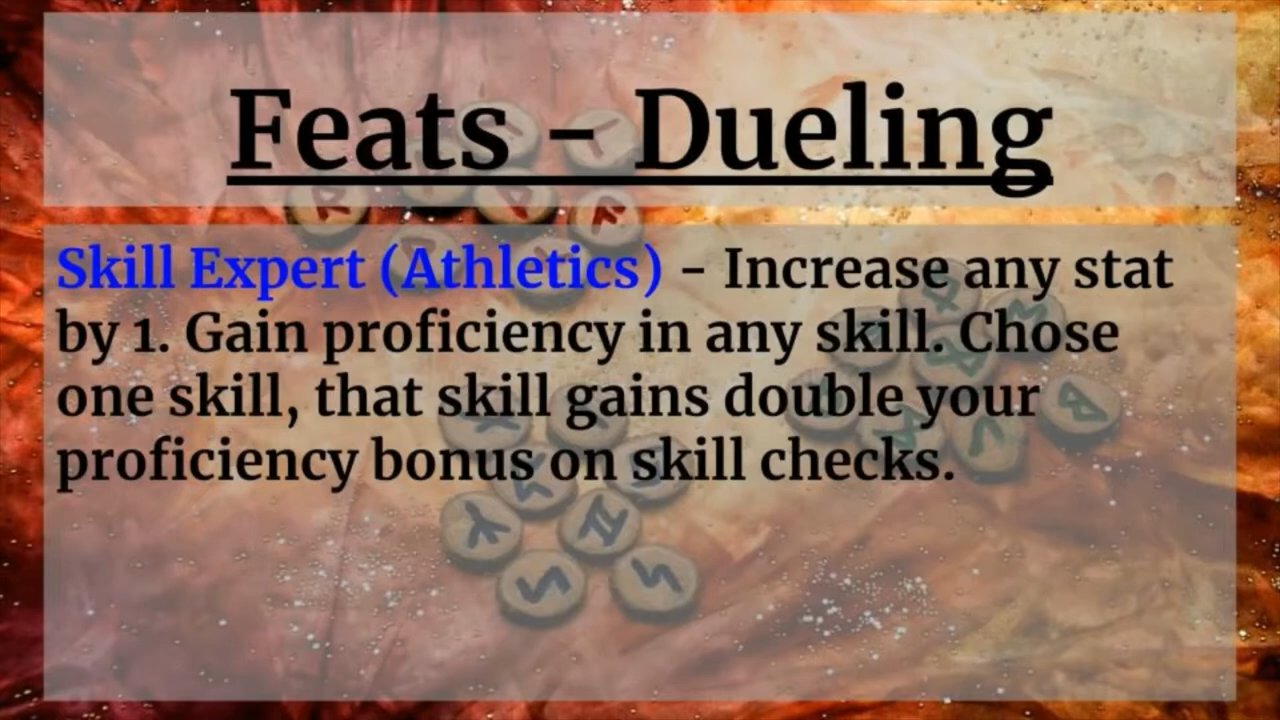 Feats - Dueling
Skill Expert (Athletics) - Increase any stat
by 1. Gain proficiency in any skill. Chose
one skill, that skill gains double your
proficiency bonus on skill checks.